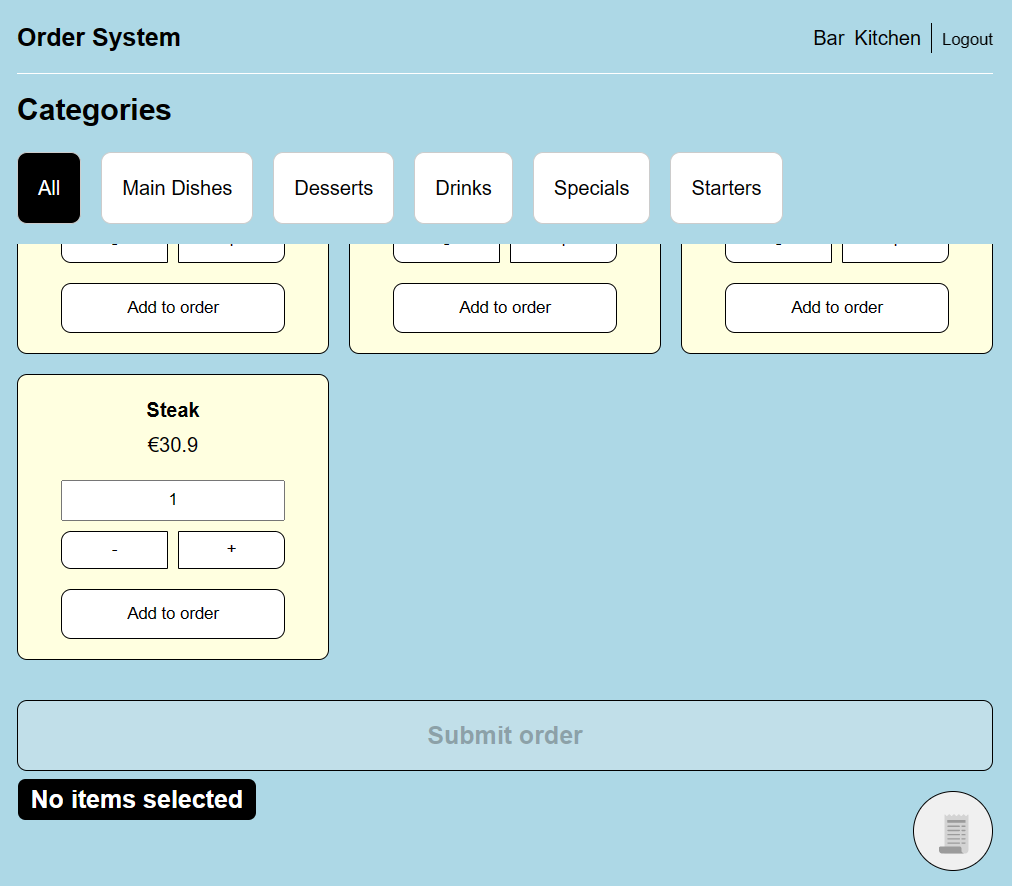 Order System
Bar Kitchen Logout
Categories
All Main Dishes Desserts Drinks Specials Starters
Add to order Add to order Add to order
Steak
€30.9
1
- +
Add to order
Submit order
No items selected